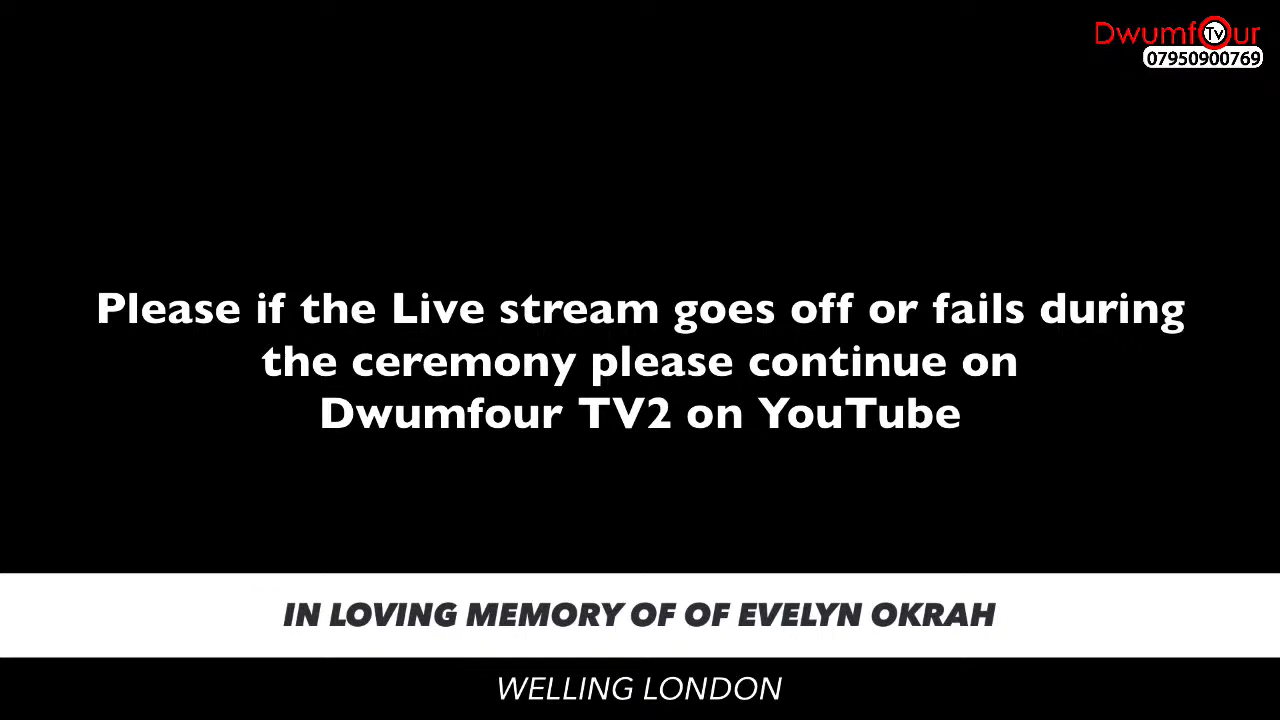 Dwumfour
TV
07950900769
Please if the Live stream goes off or fails during
the ceremony please continue on
Dwumfour TV2 on YouTube
IN LOVING MEMORY OF OF EVELYN OKRAH
WELLING LONDON